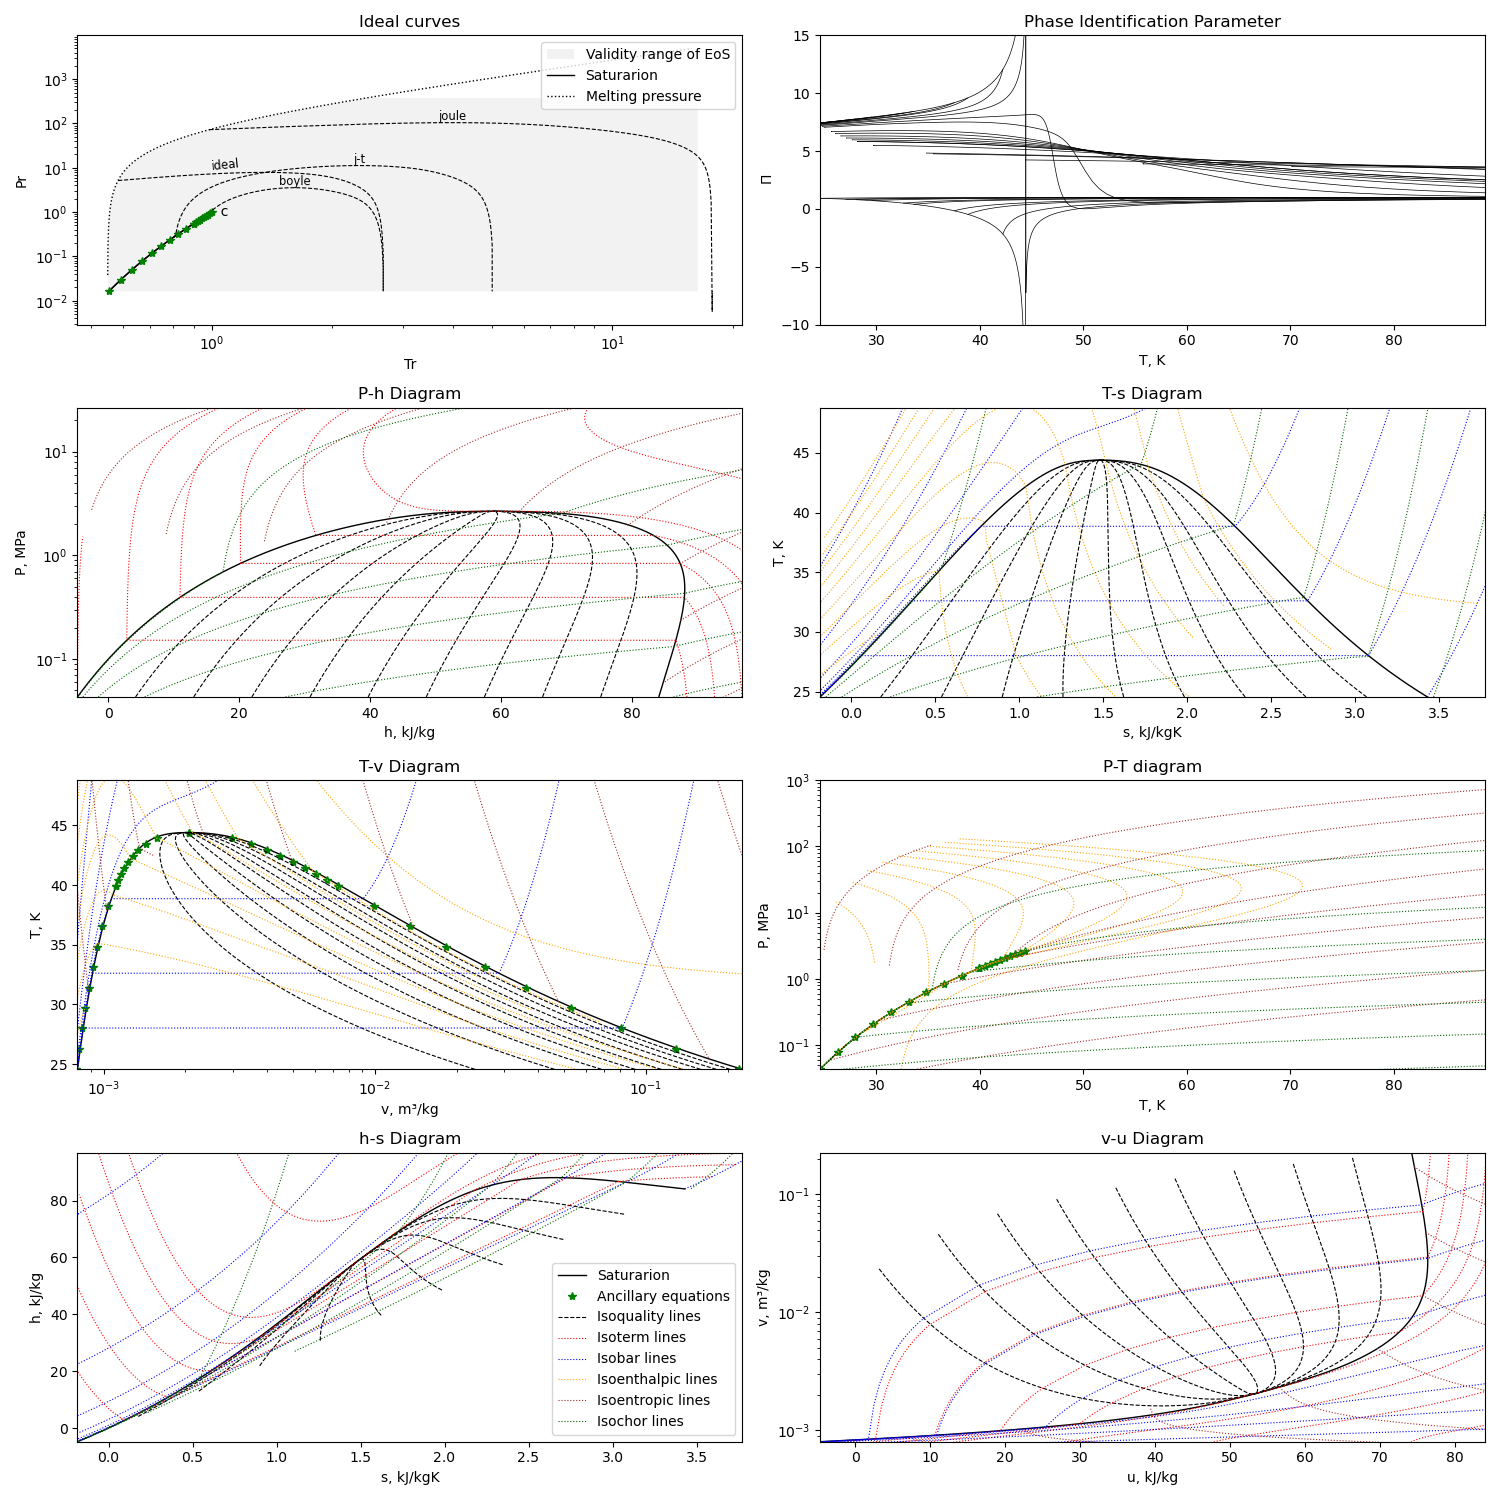 Ideal curves
Validity range of EoS
Saturarion
Melting pressure
joule
ideal
j-t
boyle
c
10³
10²
10¹
10⁰
10⁻¹
10⁻²
Pr
10⁰ 10¹
Tr
Phase Identification Parameter
15
10
5
0
−5
−10
Π
30 40 50 60 70 80
T, K
P-h Diagram
10¹
10⁰
10⁻¹
P, MPa
0 20 40 60 80
h, kJ/kg
T-s Diagram
45
40
35
30
25
T, K
0.0 0.5 1.0 1.5 2.0 2.5 3.0 3.5
s, kJ/kgK
T-v Diagram
45
40
35
30
25
T, K
10⁻³ 10⁻² 10⁻¹
v, m³/kg
P-T diagram
10³
10²
10¹
10⁰
10⁻¹
P, MPa
30 40 50 60 70 80
T, K
h-s Diagram
80
60
40
20
0
h, kJ/kg
Saturarion
Ancillary equations
Isoquality lines
Isoterm lines
Isobar lines
Isoenthalpic lines
Isoentropic lines
Isochor lines
0.0 0.5 1.0 1.5 2.0 2.5 3.0 3.5
s, kJ/kgK
v-u Diagram
10⁻¹
10⁻²
10⁻³
v, m³/kg
0 10 20 30 40 50 60 70 80
u, kJ/kg